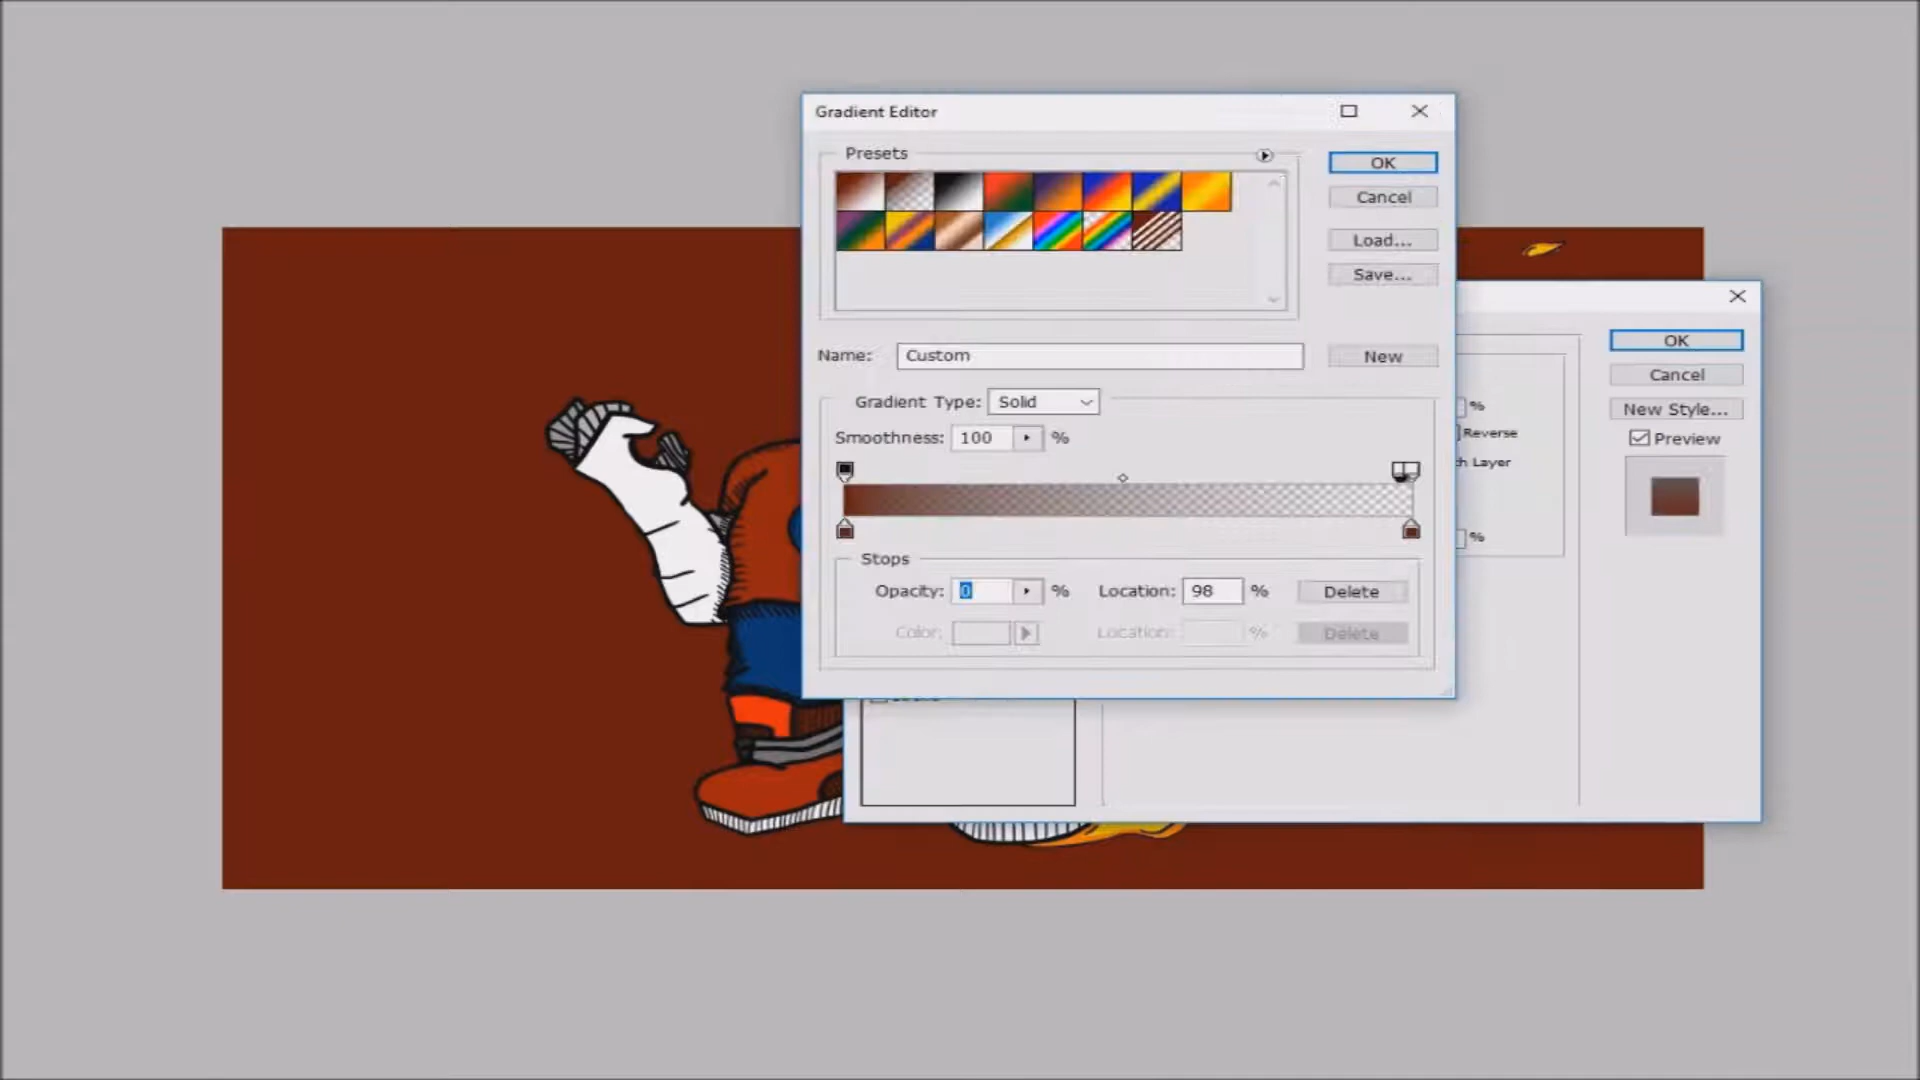 Gradient Editor
Presets
OK
Cancel
Load...
Save...
Name: Custom New
Gradient Type: Solid
Smoothness: 100 %
Stops
Opacity: 0 % Location: 98 % Delete
Color: Location: % Delete
OK
Cancel
New Style...
Preview
%
Reverse
h Layer
%